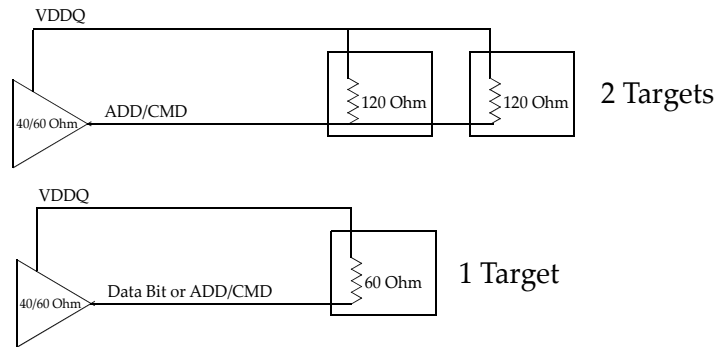 VDDQ
40/60 Ohm
ADD/CMD
120 Ohm
120 Ohm
2 Targets
VDDQ
40/60 Ohm
Data Bit or ADD/CMD
60 Ohm
1 Target